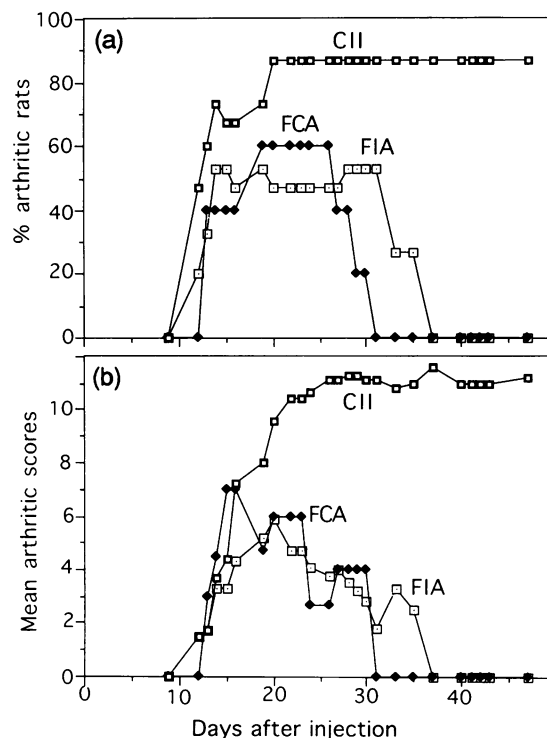 (a)
CII
FCA
FIA
% arthritic rats
100
80
60
40
20
0
(b)
CII
FCA
FIA
Mean arthritic scores
10
8
6
4
2
0
0
10
20
30
40
Days after injection